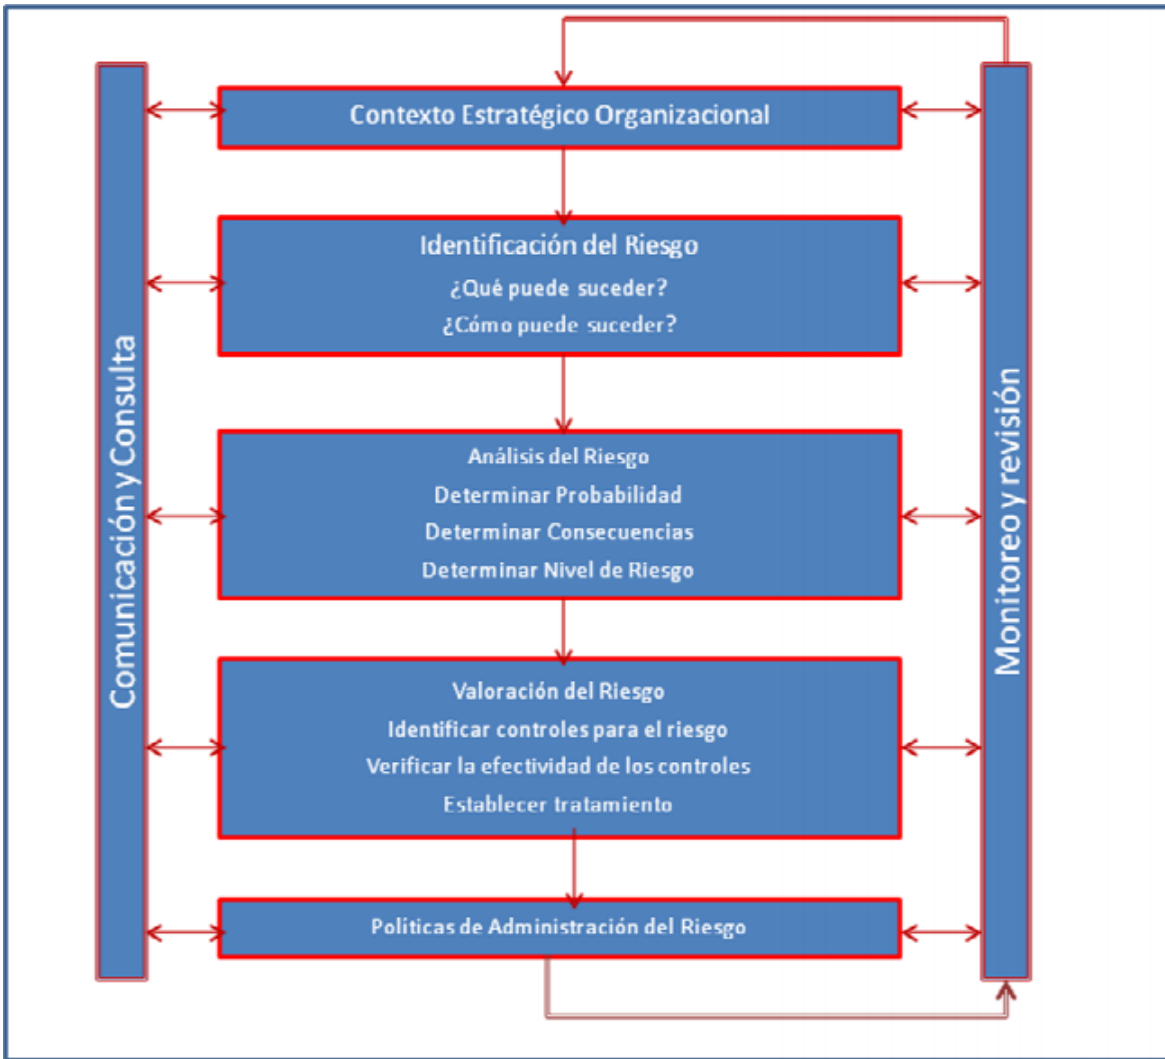 Comunicación y Consulta
Contexto Estratégico Organizacional
Identificación del Riesgo
¿Qué puede suceder?
¿Cómo puede suceder?
Análisis del Riesgo
Determinar Probabilidad
Determinar Consecuencias
Determinar Nivel de Riesgo
Valoración del Riesgo
Identificar controles para el riesgo
Verificar la efectividad de los controles
Establecer tratamiento
Políticas de Administración del Riesgo
Monitoreo y revisión